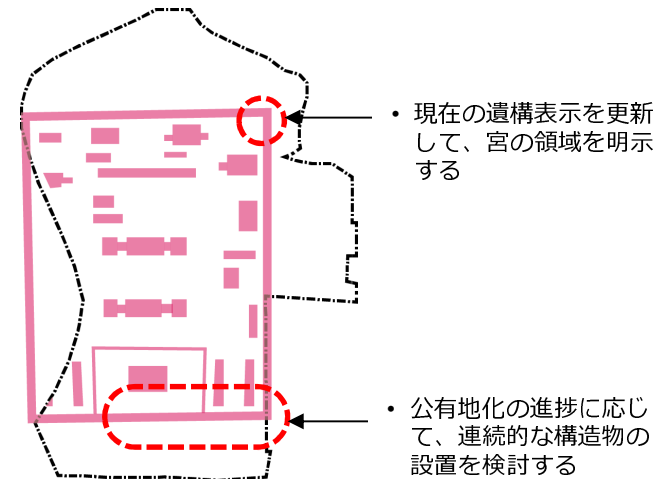 • 現在の遺構表示を更新
して、宮の領域を明示
する
• 公有地化の進捗に応じ
て、連続的な構造物の
設置を検討する